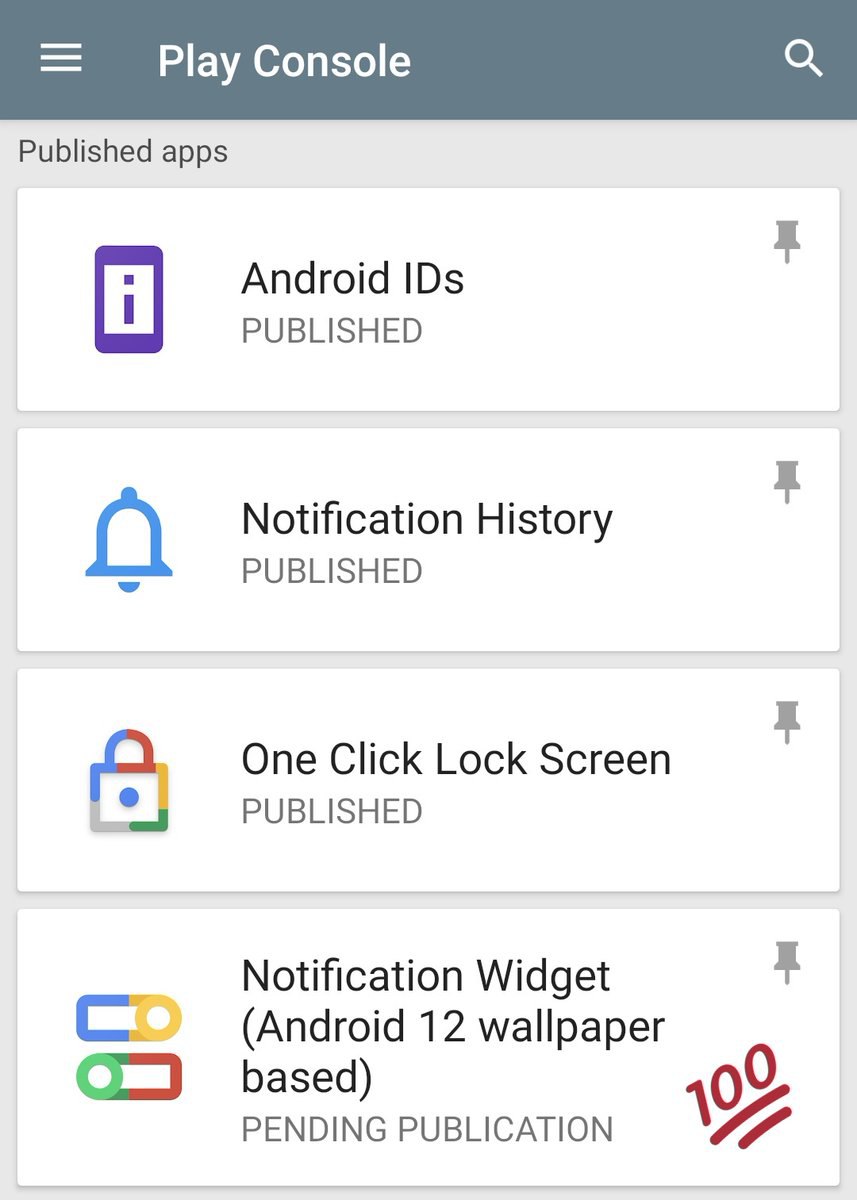 Play Console
Published apps
Android IDs
PUBLISHED
Notification History
PUBLISHED
One Click Lock Screen
PUBLISHED
Notification Widget
(Android 12 wallpaper
based)
PENDING PUBLICATION
100